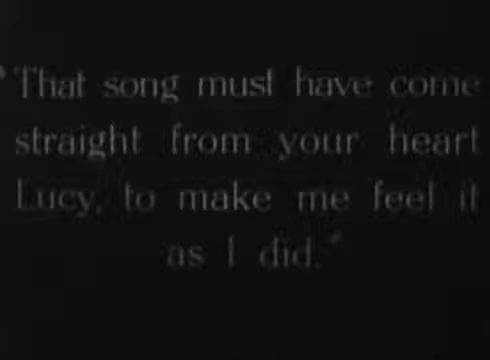 "That song must have come
straight from your heart
Lucy, to make me feel it
as I did."